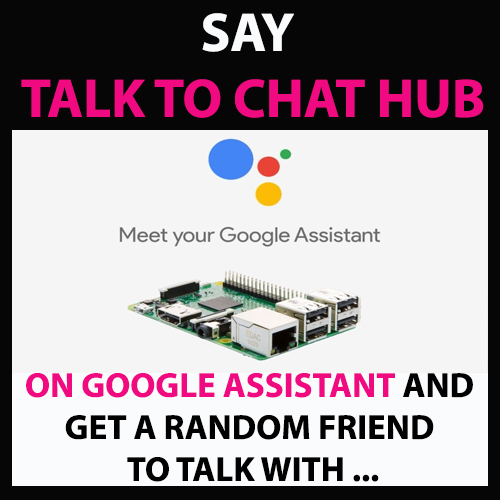 SAY
TALK TO CHAT HUB
Meet your Google Assistant
ON GOOGLE ASSISTANT AND
GET A RANDOM FRIEND
TO TALK WITH ...